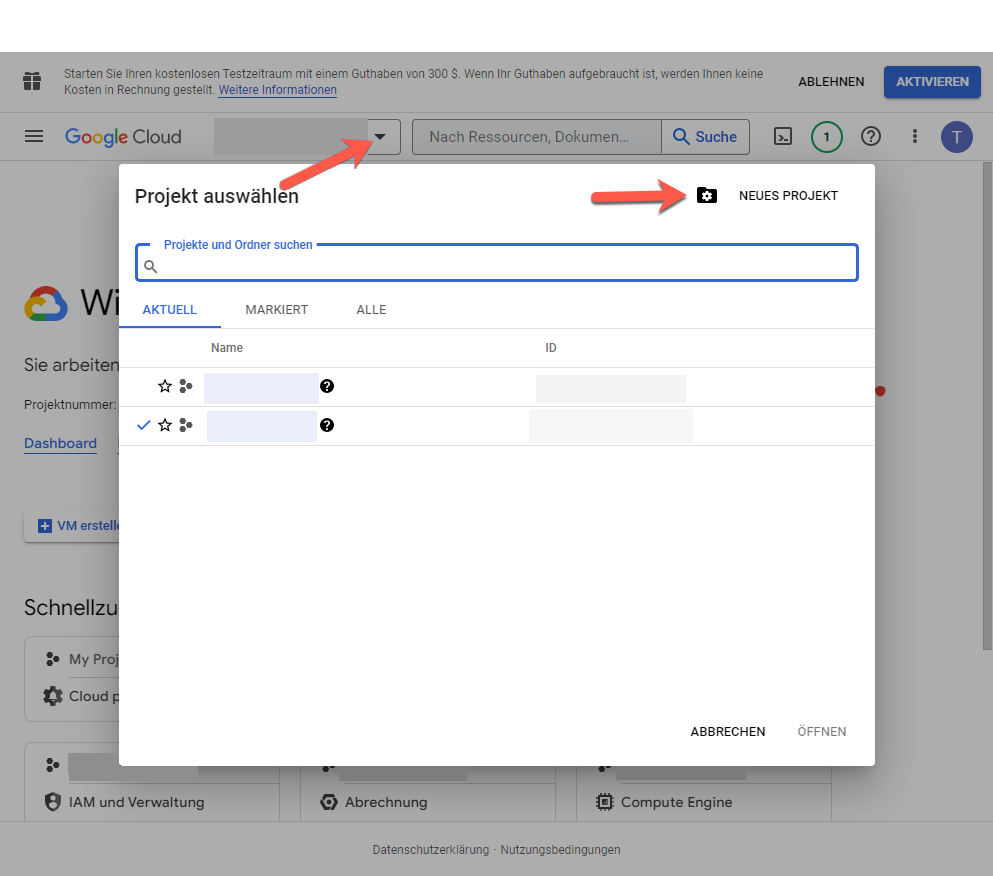 Starten Sie Ihren kostenlosen Testzeitraum mit einem Guthaben von 300 $. Wenn Ihr Guthaben aufgebraucht ist, werden Ihnen keine
Kosten in Rechnung gestellt. Weitere Informationen
ABLEHNEN
AKTIVIEREN
Google Cloud
Nach Ressourcen, Dokumen...
Suche
1
?
T
Projekt auswählen
NEUES PROJEKT
Projekte und Ordner suchen
AKTUELL
MARKIERT
ALLE
Name
ID
?
?
Wi
Sie arbeiten
Projektnummer:
Dashboard
VM erstelle
Schnellzu
My Proj
Cloud p
ABBRECHEN
ÖFFNEN
IAM und Verwaltung
Abrechnung
Compute Engine
Datenschutzerklärung · Nutzungsbedingungen